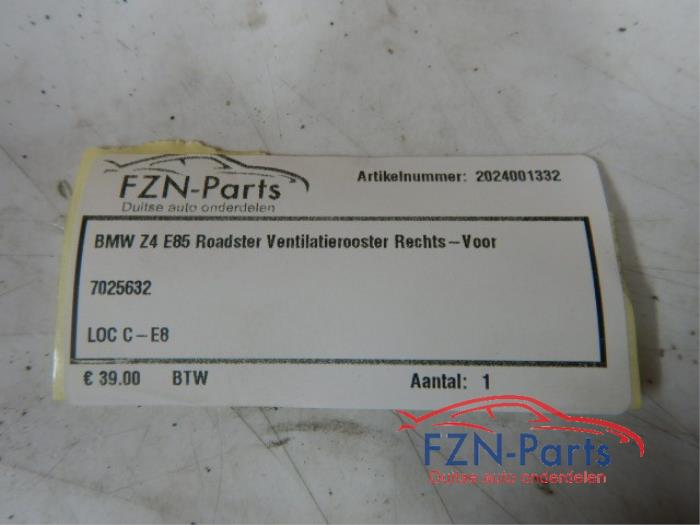 FZN-Parts
Duitse auto onderdelen
Artikelnummer: 2024001332
BMW Z4 E85 Roadster Ventilatierooster Rechts-Voor
7025632
LOC C-E8
€ 39.00 BTW Aantal: 1
FZN-Parts
Duitse auto onderdelen